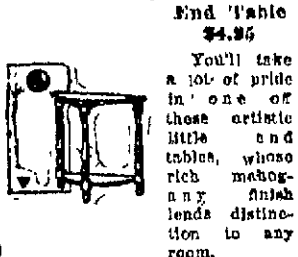 End Table
$4.95
You'll take
a lot of pride
in one of
these artistic
little end
tables, whose
rich mahog-
any finish
lends distinc-
tion to any
room.